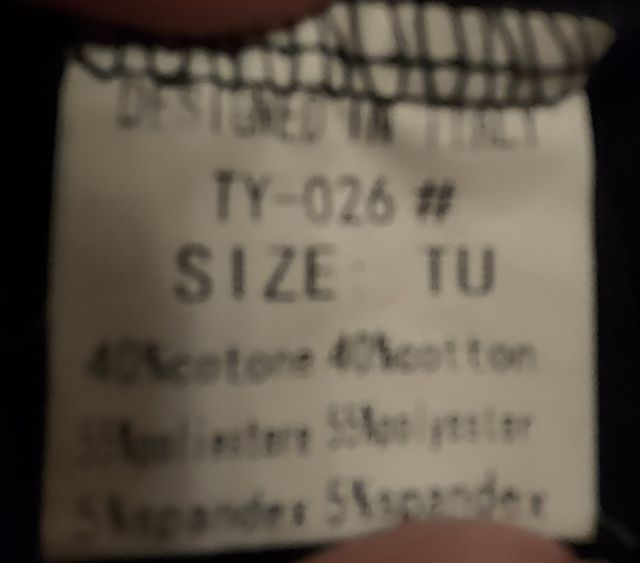 DESIGNED IN ITALY
TY-026#
SIZE: TU
40%cotone 40%cotton
55%poliestere 55%polyester
5%spandex 5%spandex